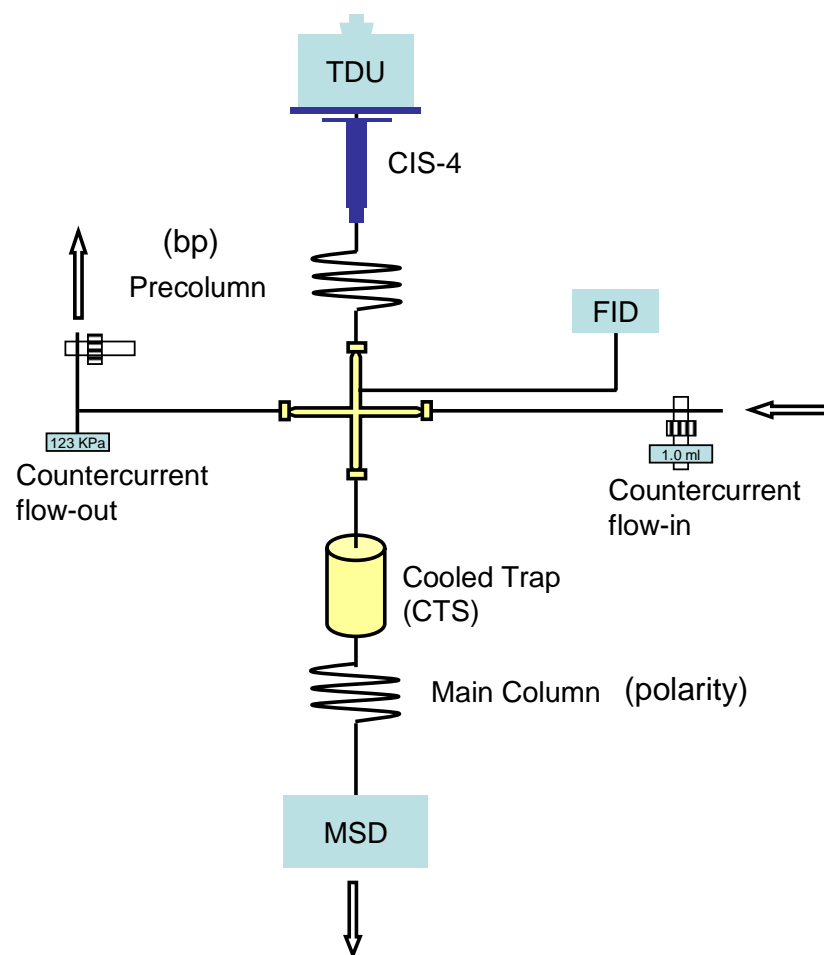 TDU
CIS-4
(bp)
Precolumn
FID
123 KPa
1.0 ml
Countercurrent
flow-out
Countercurrent
flow-in
Cooled Trap
(CTS)
Main Column (polarity)
MSD